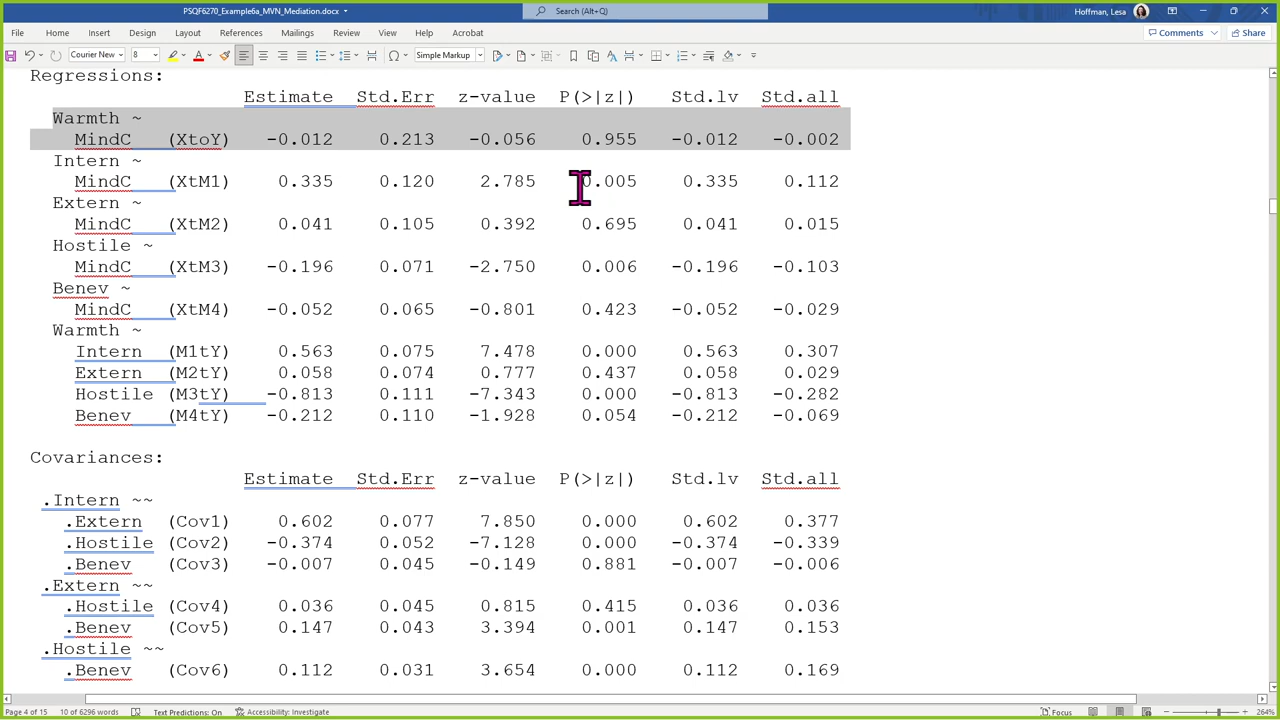 PSQF6270_Example6a_MVN_Mediation.docx
Search (Alt+Q)
Hoffman, Lesa
File Home Insert Draw Design Layout References Mailings Review View Help Acrobat
Comments Share
Courier New 8 Simple Markup
Regressions:
Estimate Std.Err z-value P(>|z|) Std.lv Std.all
Warmth ~
MindC (XtoY) -0.012 0.213 -0.056 0.955 -0.012 -0.002
Intern ~
MindC (XtM1) 0.335 0.120 2.785 0.005 0.335 0.112
Extern ~
MindC (XtM2) 0.041 0.105 0.392 0.695 0.041 0.015
Hostile ~
MindC (XtM3) -0.196 0.071 -2.750 0.006 -0.196 -0.103
Benev ~
MindC (XtM4) -0.052 0.065 -0.801 0.423 -0.052 -0.029
Warmth ~
Intern (M1tY) 0.563 0.075 7.478 0.000 0.563 0.307
Extern (M2tY) 0.058 0.074 0.777 0.437 0.058 0.029
Hostile (M3tY) -0.813 0.111 -7.343 0.000 -0.813 -0.282
Benev (M4tY) -0.212 0.110 -1.928 0.054 -0.212 -0.069
Covariances:
Estimate Std.Err z-value P(>|z|) Std.lv Std.all
.Intern ~~
.Extern (Cov1) 0.602 0.077 7.850 0.000 0.602 0.377
.Hostile (Cov2) -0.374 0.052 -7.128 0.000 -0.374 -0.339
.Benev (Cov3) -0.007 0.045 -0.149 0.881 -0.007 -0.006
.Extern ~~
.Hostile (Cov4) 0.036 0.045 0.815 0.415 0.036 0.036
.Benev (Cov5) 0.147 0.043 3.394 0.001 0.147 0.153
.Hostile ~~
.Benev (Cov6) 0.112 0.031 3.654 0.000 0.112 0.169
Page 4 of 15 10 of 6296 words Text Predictions: On Accessibility: Investigate Focus 264%